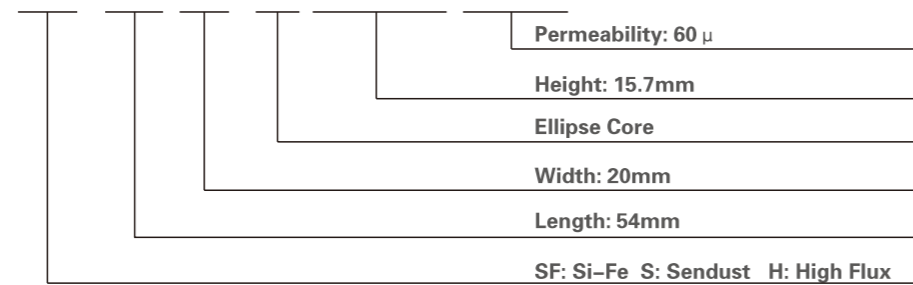 Permeability: 60 μ
Height: 15.7mm
Ellipse Core
Width: 20mm
Length: 54mm
SF: Si–Fe S: Sendust H: High Flux